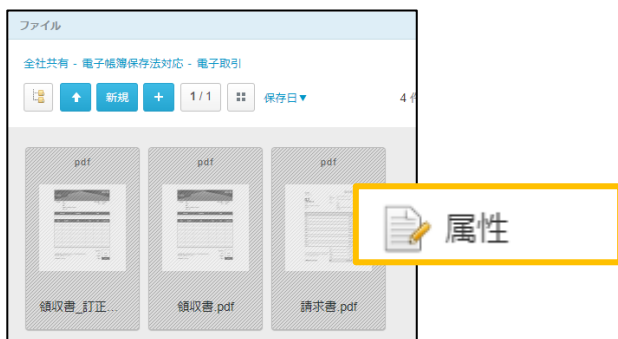 ファイル
全社共有 - 電子帳簿保存法対応 - 電子取引
新規 + 1 / 1 保存日▼ 4 件
pdf pdf pdf
属性
領収書_訂正... 領収書.pdf 請求書.pdf